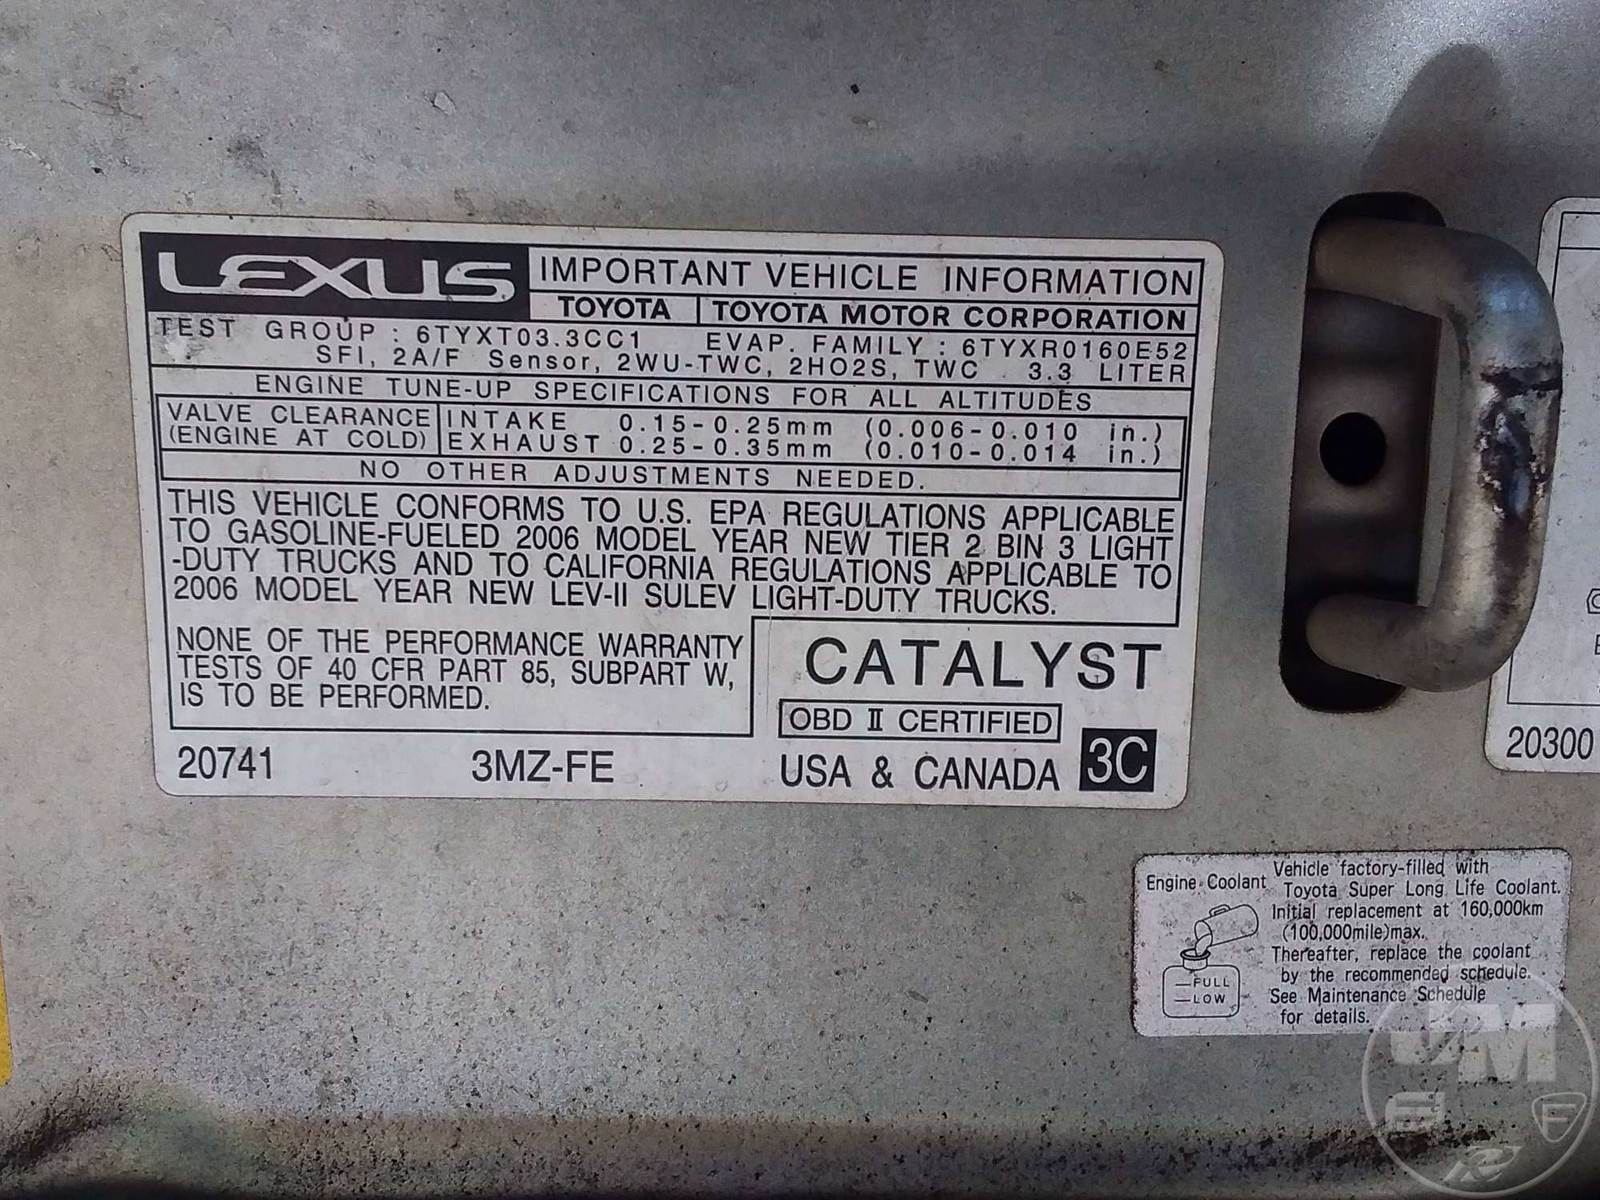 LEXUS IMPORTANT VEHICLE INFORMATION
TOYOTA TOYOTA MOTOR CORPORATION
TEST GROUP : 6TYXT03.3CC1 EVAP. FAMILY : 6TYXR0160E52
SFI, 2A/F Sensor, 2WU-TWC, 2HO2S, TWC 3.3 LITER
ENGINE TUNE-UP SPECIFICATIONS FOR ALL ALTITUDES
VALVE CLEARANCE INTAKE 0.15-0.25mm (0.006-0.010 in.)
(ENGINE AT COLD) EXHAUST 0.25-0.35mm (0.010-0.014 in.)
NO OTHER ADJUSTMENTS NEEDED.
THIS VEHICLE CONFORMS TO U.S. EPA REGULATIONS APPLICABLE
TO GASOLINE-FUELED 2006 MODEL YEAR NEW TIER 2 BIN 3 LIGHT
-DUTY TRUCKS AND TO CALIFORNIA REGULATIONS APPLICABLE TO
2006 MODEL YEAR NEW LEV-II SULEV LIGHT-DUTY TRUCKS.
NONE OF THE PERFORMANCE WARRANTY
TESTS OF 40 CFR PART 85, SUBPART W,
IS TO BE PERFORMED.
CATALYST
OBD II CERTIFIED
20741 3MZ-FE USA & CANADA 3C
20300
Engine Coolant
Vehicle factory-filled with
Toyota Super Long Life Coolant.
Initial replacement at 160,000km
(100,000mile)max.
Thereafter, replace the coolant
by the recommended schedule.
See Maintenance Schedule
for details.
FULL
LOW
JM
F